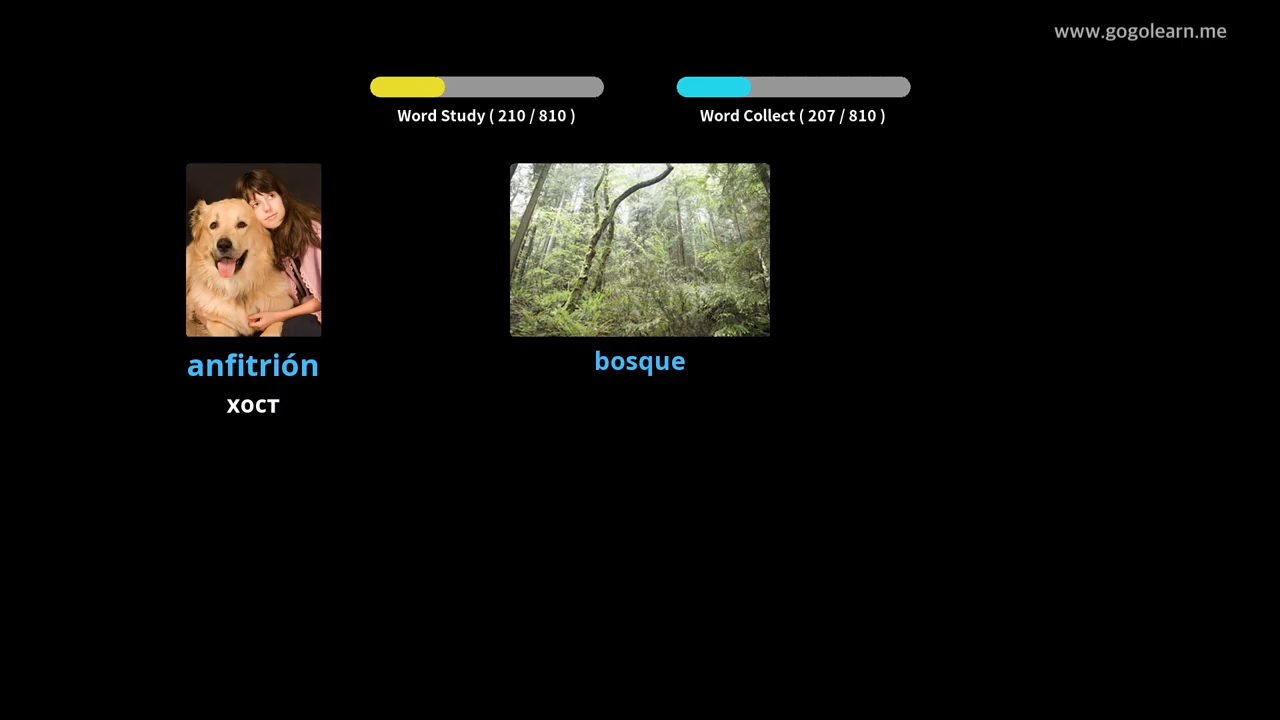 www.gogolearn.me
Word Study ( 210 / 810 )
Word Collect ( 207 / 810 )
anfitrión
хост
bosque